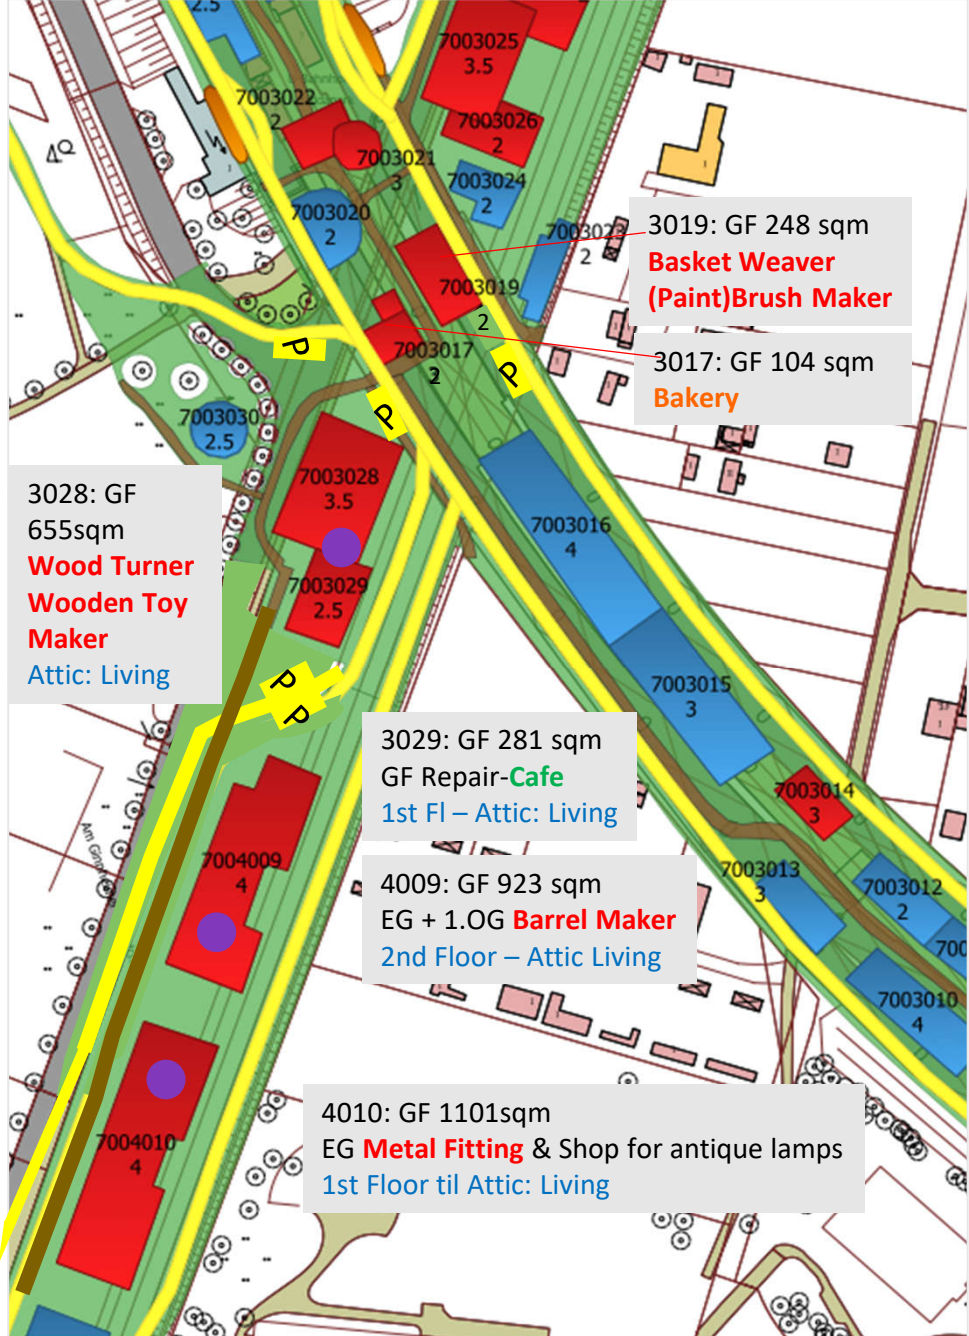 2.5
7003025
3.5
7003022
2
7003026
2
7003021
3
7003024
2
7003020
2
7003023
2
3019: GF 248 sqm
Basket Weaver
(Paint)Brush Maker
7003019
2
3017: GF 104 sqm
Bakery
7003017
2
P
P
P
7003030
2.5
7003028
3.5
3028: GF
655sqm
Wood Turner
Wooden Toy
Maker
Attic: Living
7003016
4
7003029
2.5
P
P
7003015
3
3029: GF 281 sqm
GF Repair-Cafe
1st Fl – Attic: Living
7003014
3
7004009
4
4009: GF 923 sqm
EG + 1.OG Barrel Maker
2nd Floor – Attic Living
7003013
3
7003012
2
700
7003010
4
4010: GF 1101sqm
EG Metal Fitting & Shop for antique lamps
1st Floor til Attic: Living
7004010
4